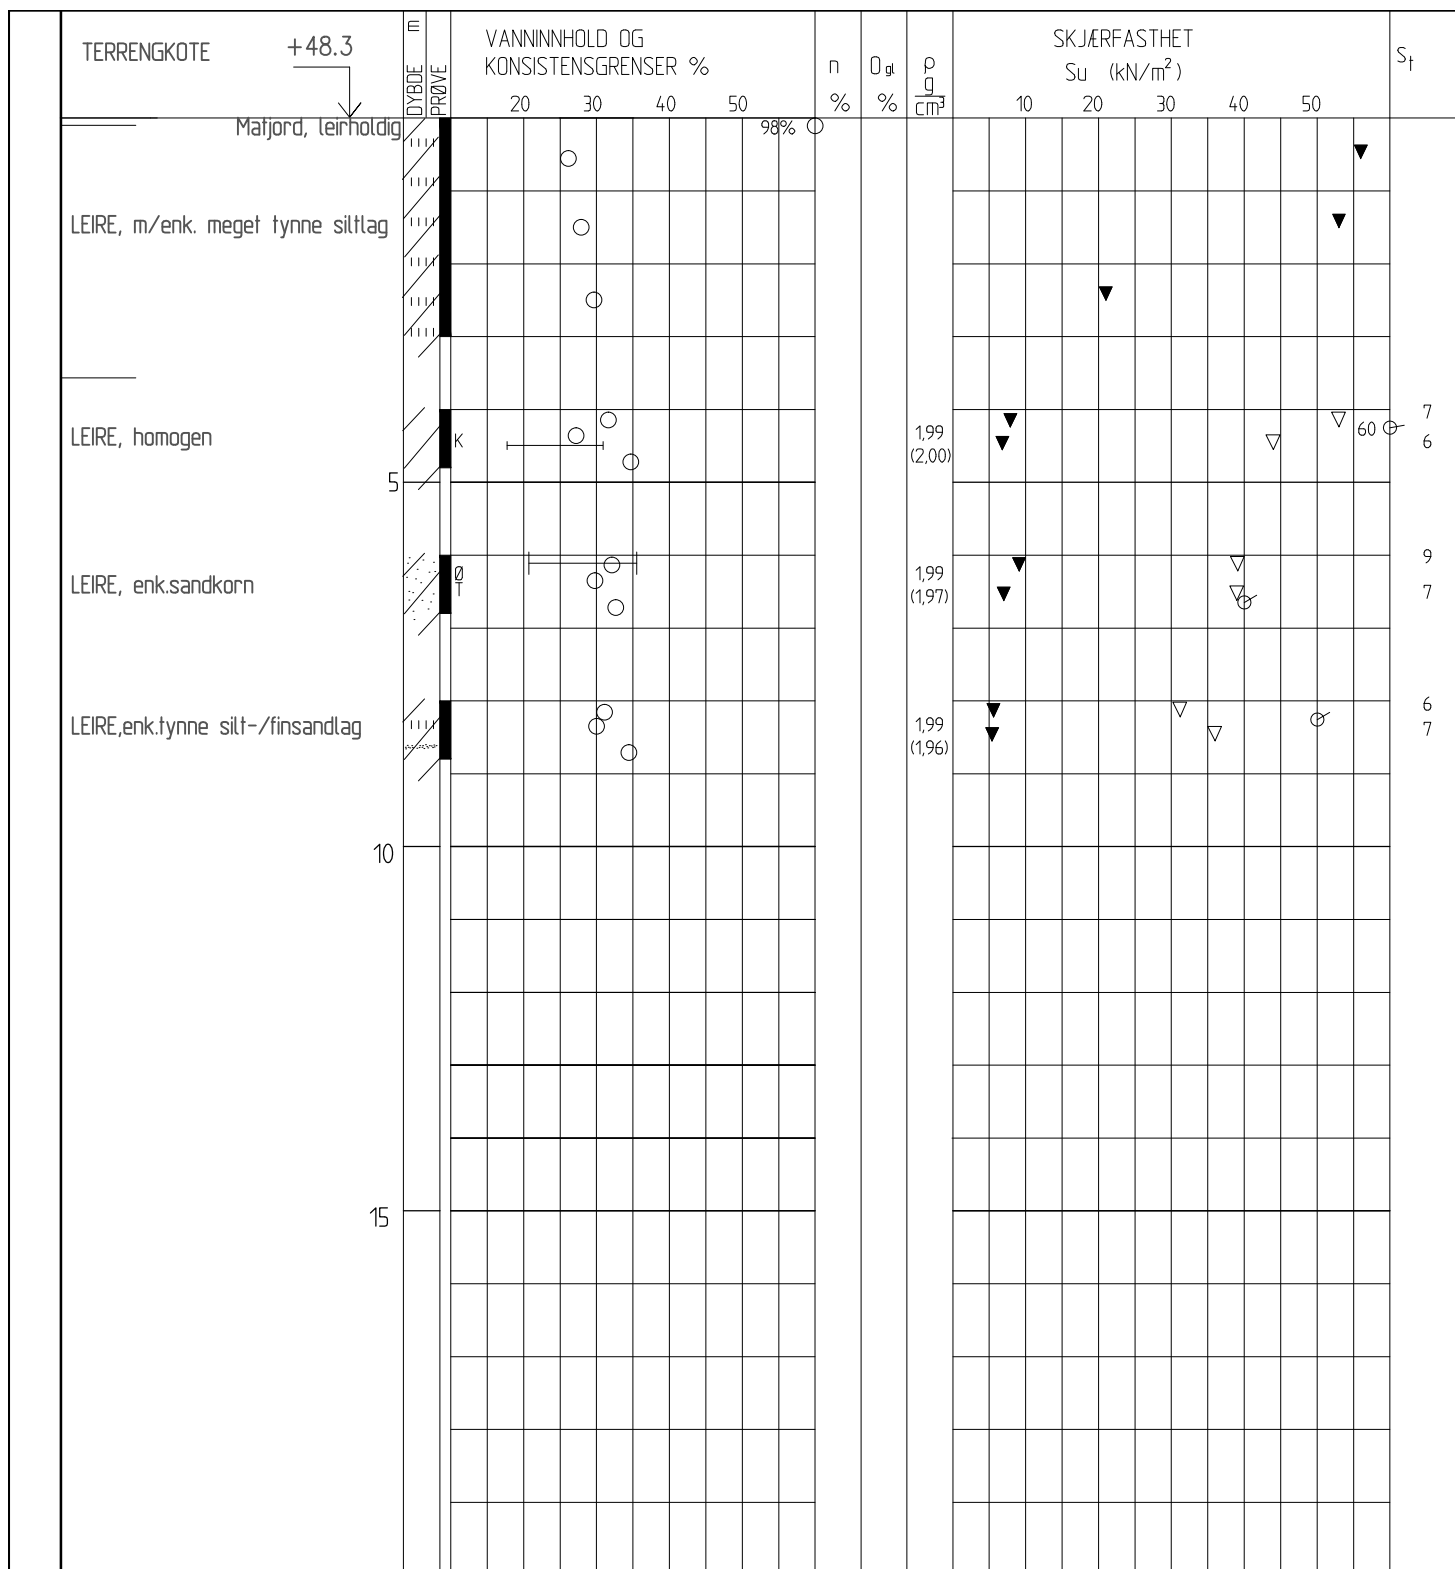 TERRENGKOTE +48.3
m
DYBDE
PRØVE
VANNINNHOLD OG
KONSISTENSGRENSER %
20 30 40 50
n
%
O gl
%
ρ
g
cm³
SKJÆRFASTHET
Su (kN/m²)
10 20 30 40 50
St
Matjord, leirholdig
98%
LEIRE, m/enk. meget tynne siltlag
LEIRE, homogen
K
1,99
(2,00)
60
7
6
5
LEIRE, enk.sandkorn
Ø
T
1,99
(1,97)
9
7
LEIRE,enk.tynne silt-/finsandlag
1,99
(1,96)
6
7
10
15